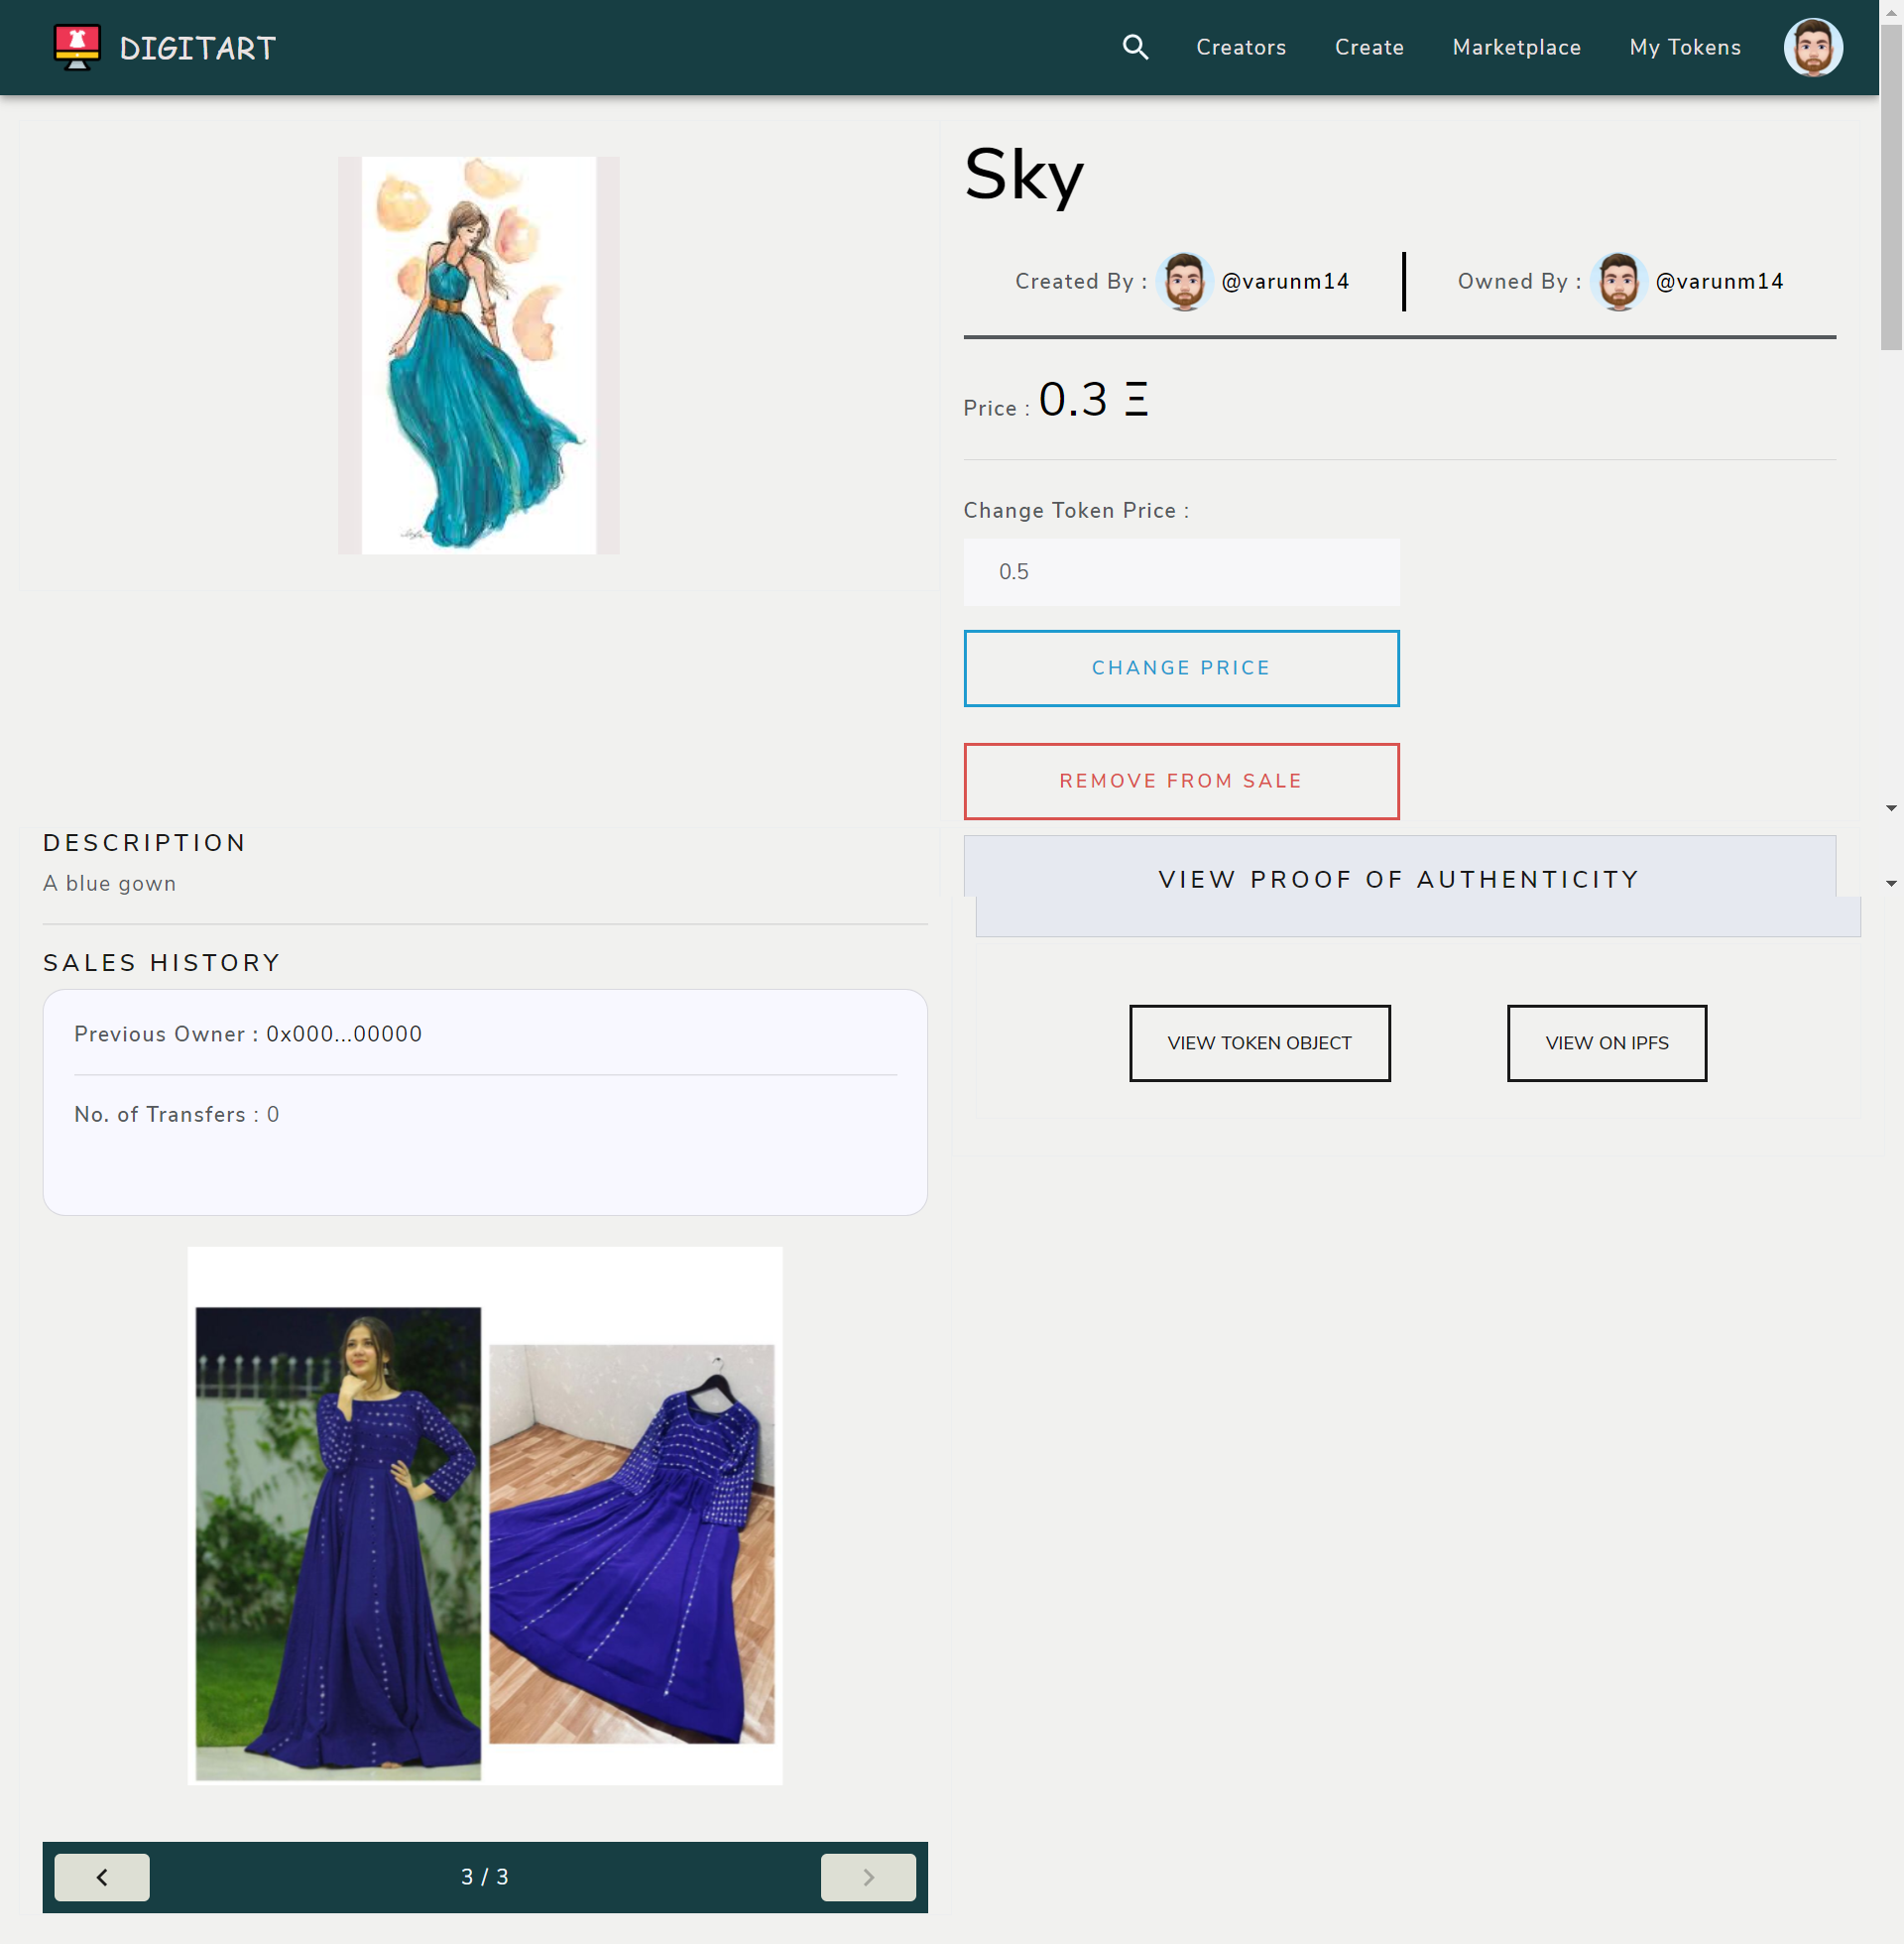 DIGITART
Creators
Create
Marketplace
My Tokens
Sky
Created By : @varunm14
Owned By : @varunm14
Price : 0.3 Ξ
Change Token Price :
0.5
CHANGE PRICE
REMOVE FROM SALE
DESCRIPTION
A blue gown
SALES HISTORY
Previous Owner : 0x000...00000
No. of Transfers : 0
3 / 3
VIEW PROOF OF AUTHENTICITY
VIEW TOKEN OBJECT
VIEW ON IPFS